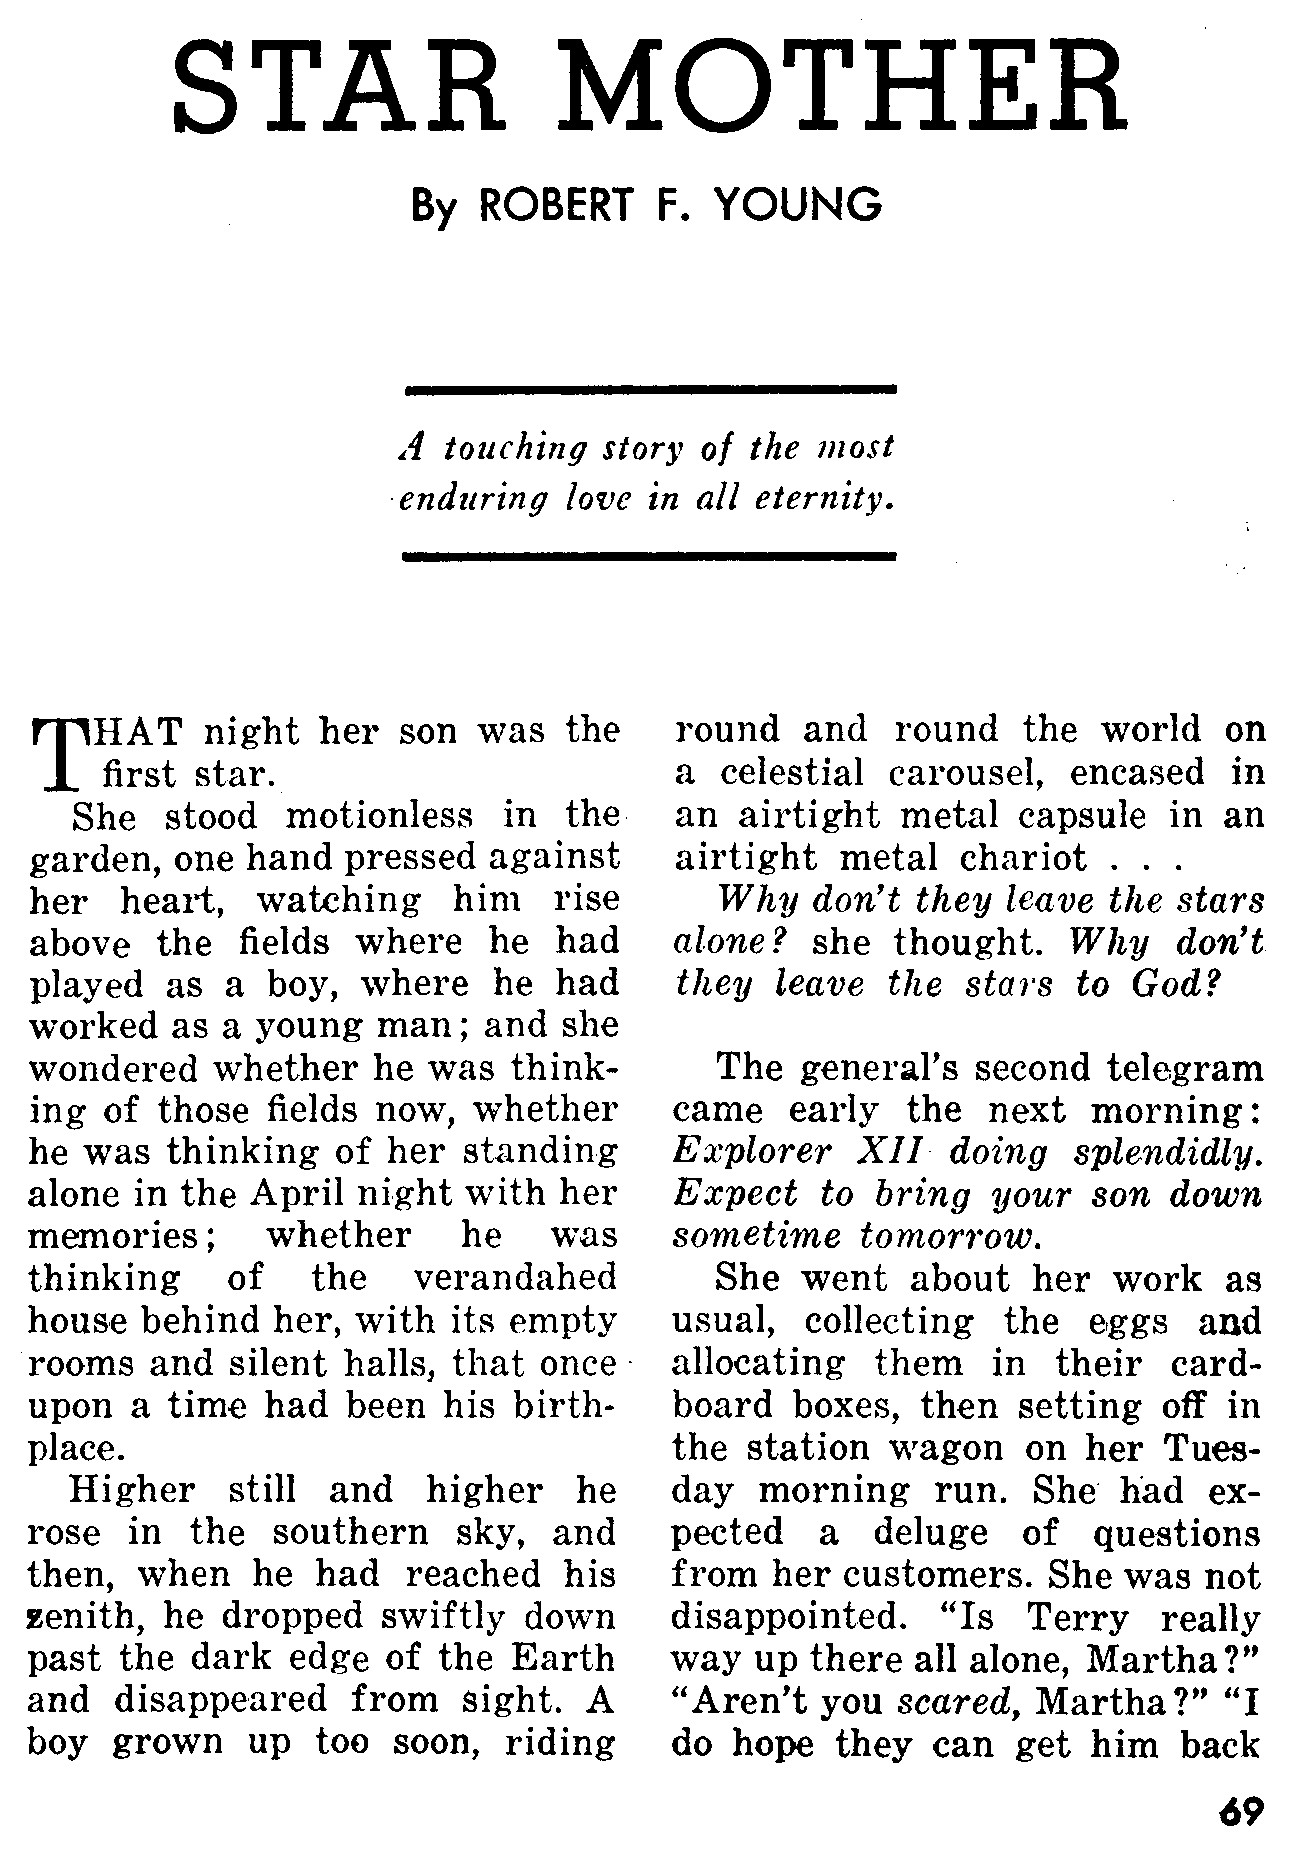 STAR MOTHER
By ROBERT F. YOUNG
A touching story of the most
enduring love in all eternity.
THAT night her son was the
first star.
She stood motionless in the
garden, one hand pressed against
her heart, watching him rise
above the fields where he had
played as a boy, where he had
worked as a young man; and she
wondered whether he was think-
ing of those fields now, whether
he was thinking of her standing
alone in the April night with her
memories; whether he was
thinking of the verandahed
house behind her, with its empty
rooms and silent halls, that once
upon a time had been his birth-
place.
Higher still and higher he
rose in the southern sky, and
then, when he had reached his
zenith, he dropped swiftly down
past the dark edge of the Earth
and disappeared from sight. A
boy grown up too soon, riding
round and round the world on
a celestial carousel, encased in
an airtight metal capsule in an
airtight metal chariot . . .
Why don't they leave the stars
alone? she thought. Why don't
they leave the stars to God?
The general's second telegram
came early the next morning:
Explorer XII doing splendidly.
Expect to bring your son down
sometime tomorrow.
She went about her work as
usual, collecting the eggs and
allocating them in their card-
board boxes, then setting off in
the station wagon on her Tues-
day morning run. She had ex-
pected a deluge of questions
from her customers. She was not
disappointed. "Is Terry really
way up there all alone, Martha?"
"Aren't you scared, Martha?" "I
do hope they can get him back
69